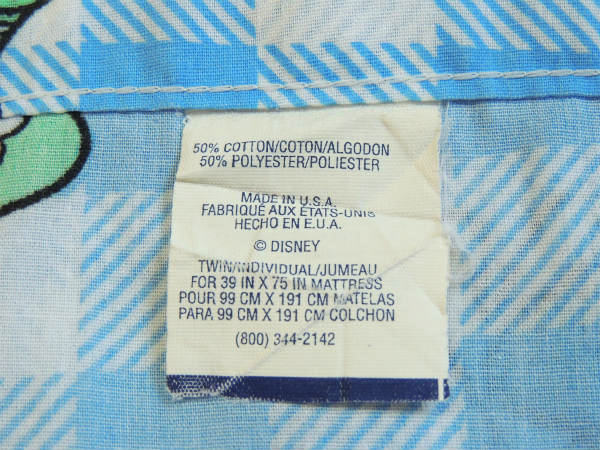 50% COTTON/COTON/ALGODON
50% POLYESTER/POLIESTER
MADE IN U.S.A.
FABRIQUÉ AUX ETATS-UNIS
HECHO EN E.U.A.
© DISNEY
TWIN/INDIVIDUAL/JUMEAU
FOR 39 IN X 75 IN MATTRESS
POUR 99 CM X 191 CM MATELAS
PARA 99 CM X 191 CM COLCHON
(800) 344-2142